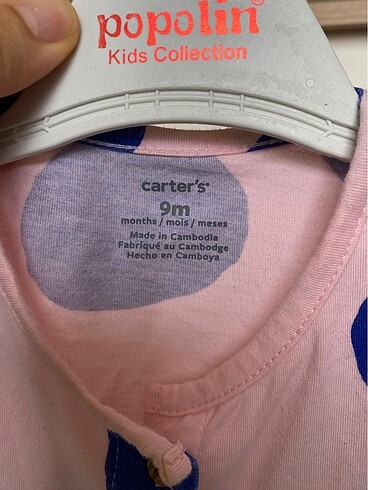 popolin®
Kids Collection
carter's®
9m
months / mois / meses
Made in Cambodia
Fabriqué au Cambodge
Hecho en Camboya